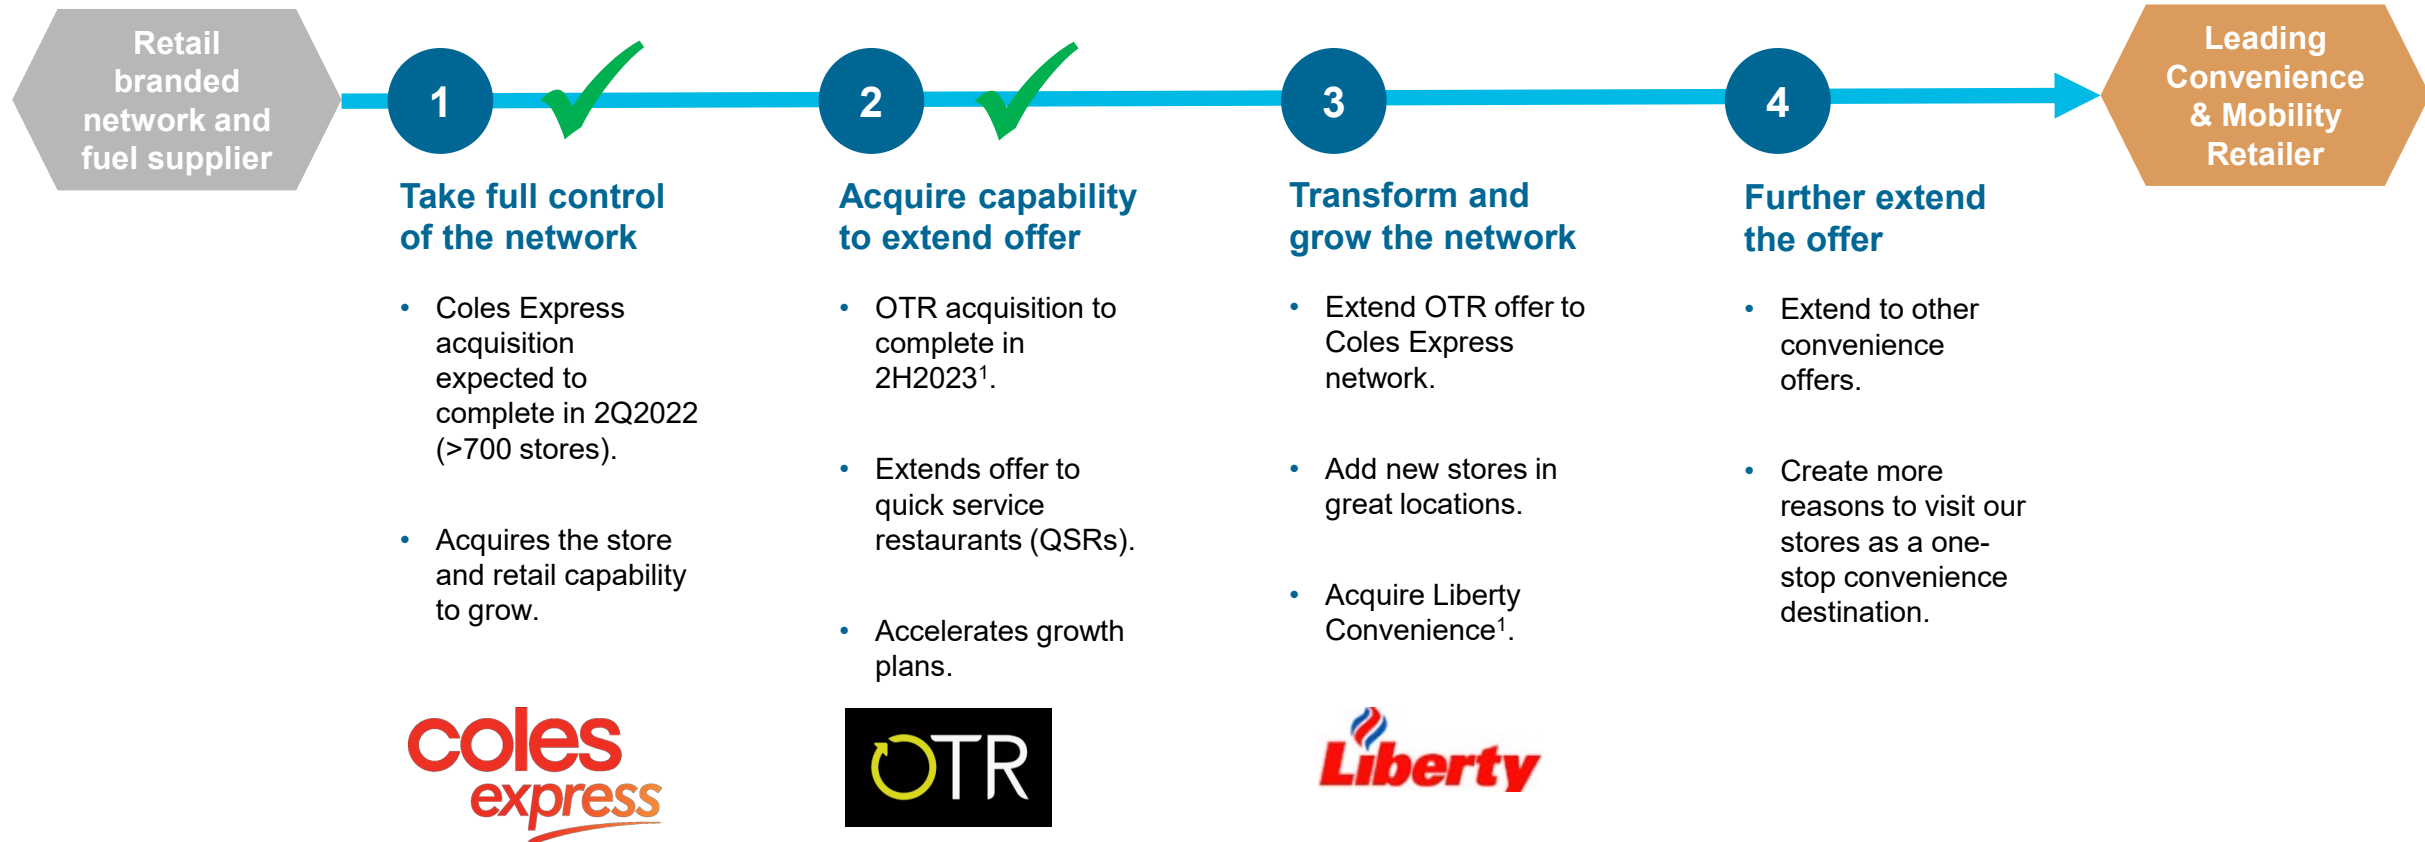 Retail
branded
network and
fuel supplier
1
2
3
4
Leading
Convenience
& Mobility
Retailer
Take full control
of the network
• Coles Express
acquisition
expected to
complete in 2Q2022
(>700 stores).
• Acquires the store
and retail capability
to grow.
coles
express
Acquire capability
to extend offer
• OTR acquisition to
complete in
2H2023¹.
• Extends offer to
quick service
restaurants (QSRs).
• Accelerates growth
plans.
OTR
Transform and
grow the network
• Extend OTR offer to
Coles Express
network.
• Add new stores in
great locations.
• Acquire Liberty
Convenience¹.
Liberty
Further extend
the offer
• Extend to other
convenience
offers.
• Create more
reasons to visit our
stores as a one-
stop convenience
destination.